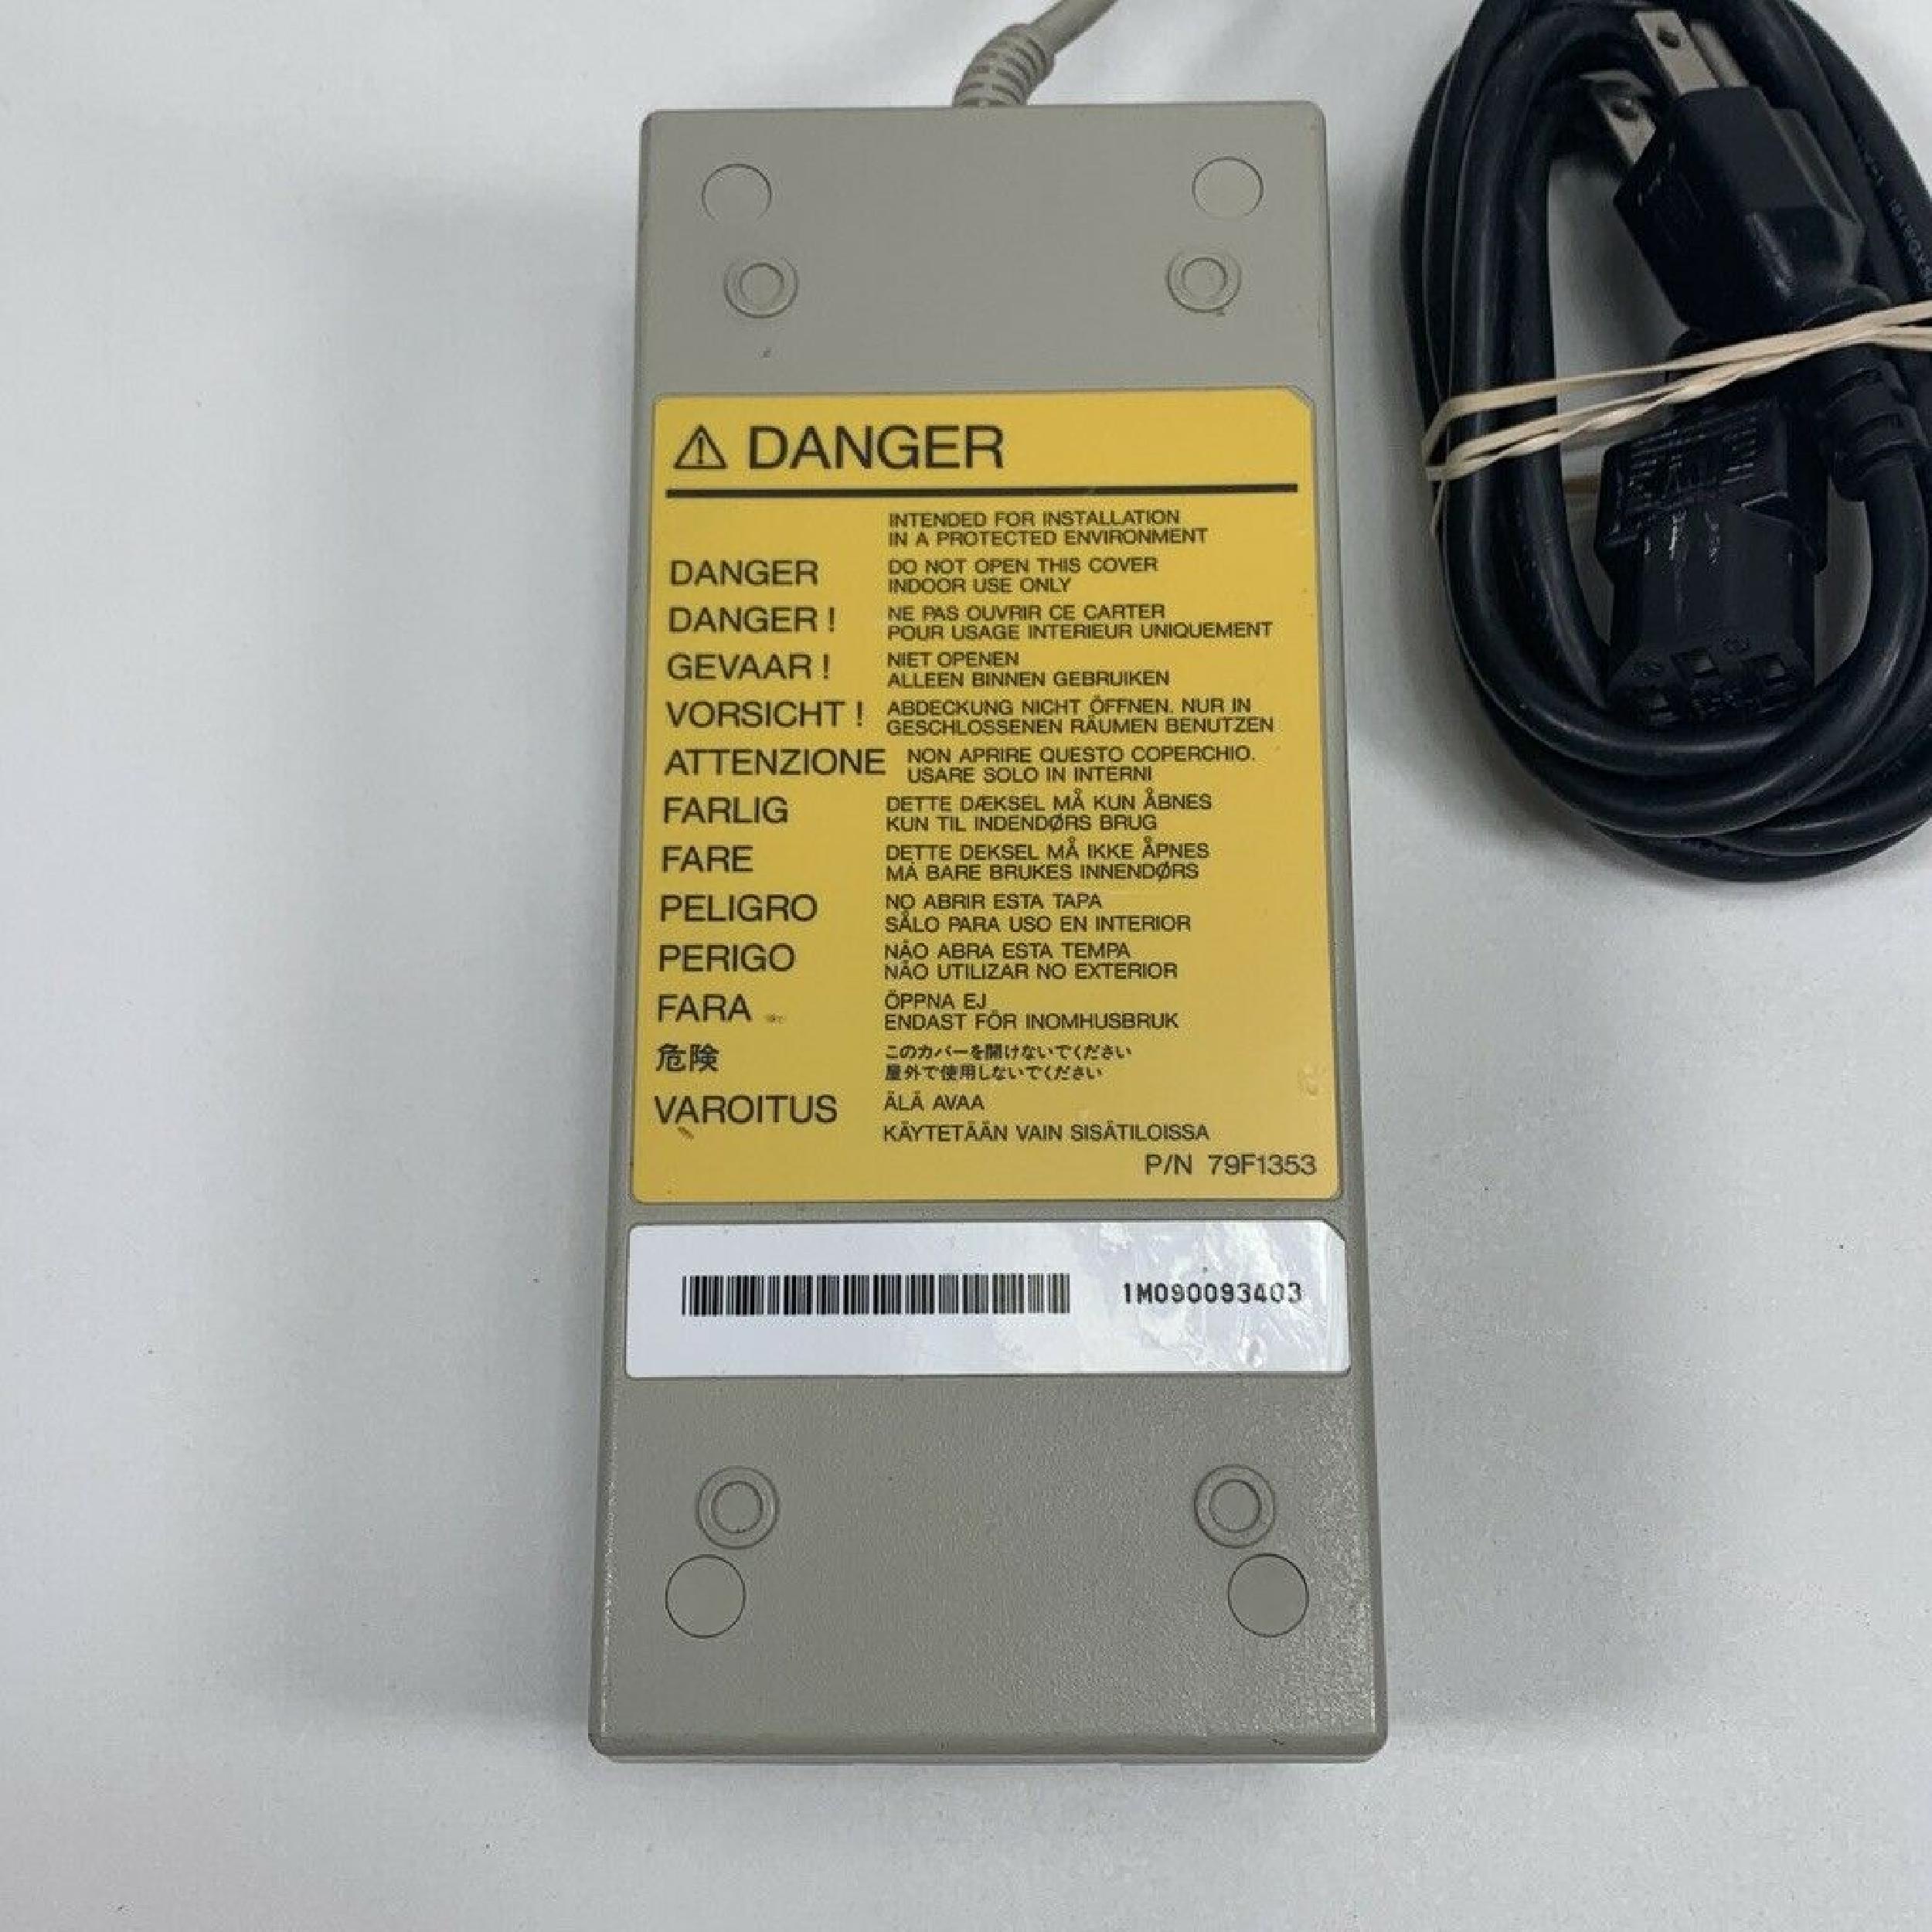 ⚠ DANGER
INTENDED FOR INSTALLATION
IN A PROTECTED ENVIRONMENT
DANGER DO NOT OPEN THIS COVER
INDOOR USE ONLY
DANGER ! NE PAS OUVRIR CE CARTER
POUR USAGE INTERIEUR UNIQUEMENT
GEVAAR ! NIET OPENEN
ALLEEN BINNEN GEBRUIKEN
VORSICHT ! ABDECKUNG NICHT ÖFFNEN. NUR IN
GESCHLOSSENEN RÄUMEN BENUTZEN
ATTENZIONE NON APRIRE QUESTO COPERCHIO.
USARE SOLO IN INTERNI
FARLIG DETTE DÆKSEL MÅ KUN ÅBNES
KUN TIL INDENDØRS BRUG
FARE DETTE DEKSEL MÅ IKKE ÅPNES
MÅ BARE BRUKES INNENDØRS
PELIGRO NO ABRIR ESTA TAPA
SÅLO PARA USO EN INTERIOR
PERIGO NÃO ABRA ESTA TEMPA
NÃO UTILIZAR NO EXTERIOR
FARA ÖPPNA EJ
ENDAST FÖR INOMHUSBRUK
危険 このカバーを開けないでください
屋外で使用しないでください
VAROITUS ÄLÄ AVAA
KÄYTETÄÄN VAIN SISÄTILOISSA
P/N 79F1353
1M090093403